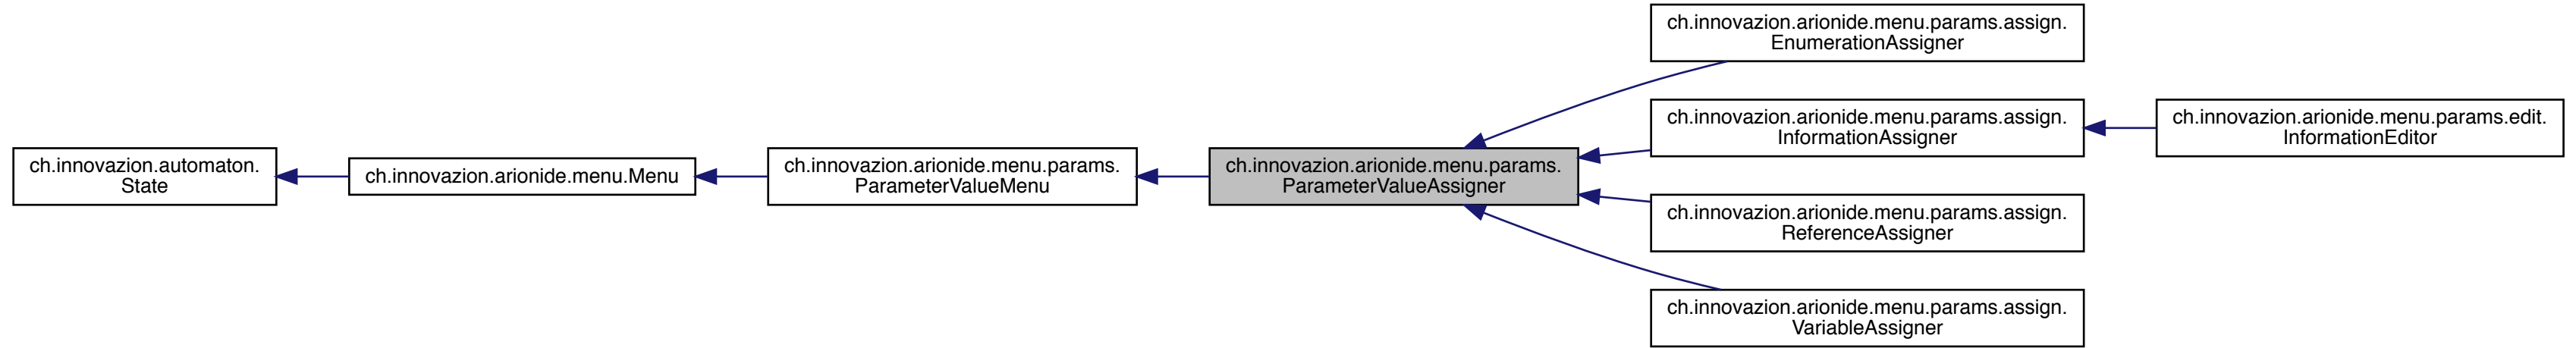 ch.innovazion.automaton.
State
ch.innovazion.arionide.menu.Menu
ch.innovazion.arionide.menu.params.
ParameterValueMenu
ch.innovazion.arionide.menu.params.
ParameterValueAssigner
ch.innovazion.arionide.menu.params.assign.
EnumerationAssigner
ch.innovazion.arionide.menu.params.assign.
InformationAssigner
ch.innovazion.arionide.menu.params.edit.
InformationEditor
ch.innovazion.arionide.menu.params.assign.
ReferenceAssigner
ch.innovazion.arionide.menu.params.assign.
VariableAssigner